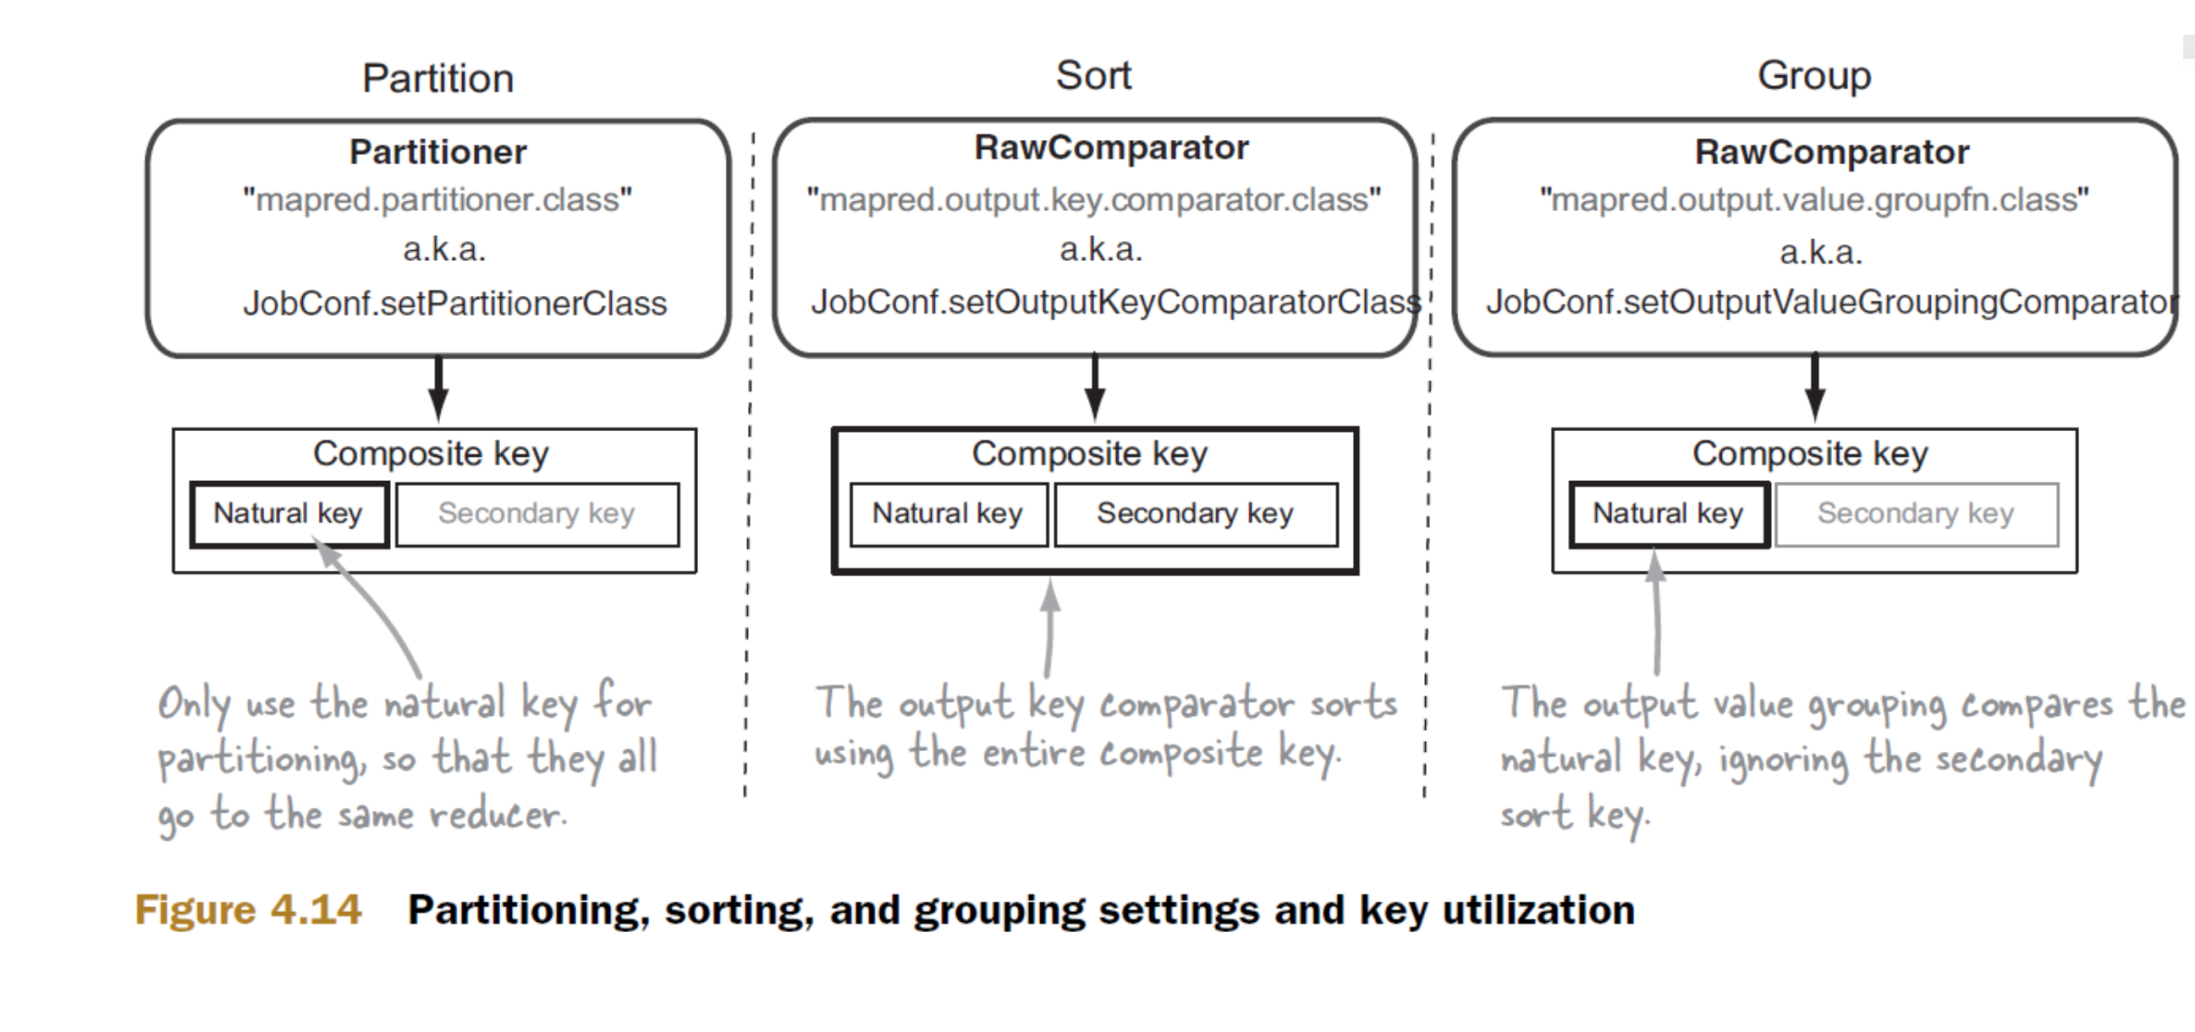 Partition
Partitioner
"mapred.partitioner.class"
a.k.a.
JobConf.setPartitionerClass
Composite key
Natural key
Secondary key
Only use the natural key for
partitioning, so that they all
go to the same reducer.
Sort
RawComparator
"mapred.output.key.comparator.class"
a.k.a.
JobConf.setOutputKeyComparatorClass
Composite key
Natural key
Secondary key
The output key comparator sorts
using the entire composite key.
Group
RawComparator
"mapred.output.value.groupfn.class"
a.k.a.
JobConf.setOutputValueGroupingComparator
Composite key
Natural key
Secondary key
The output value grouping compares the
natural key, ignoring the secondary
sort key.
Figure 4.14 Partitioning, sorting, and grouping settings and key utilization